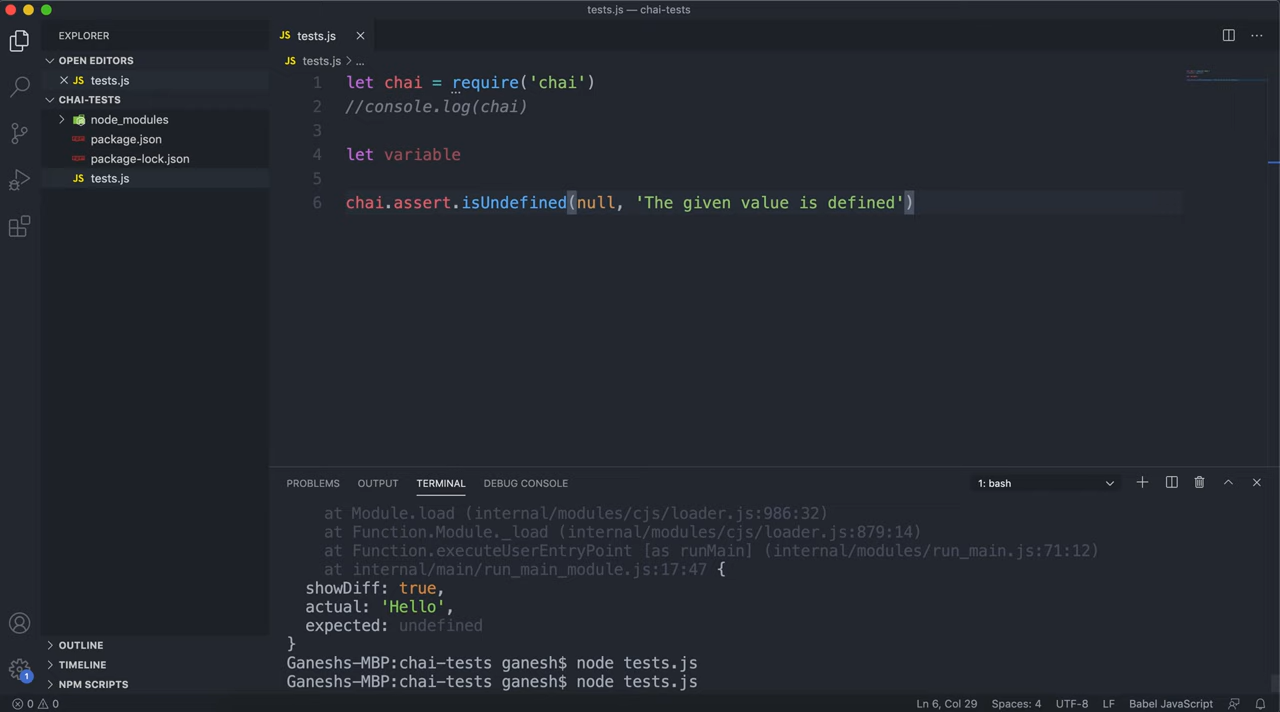 tests.js — chai-tests
EXPLORER
OPEN EDITORS
JS tests.js
CHAI-TESTS
node_modules
package.json
package-lock.json
JS tests.js
OUTLINE
TIMELINE
NPM SCRIPTS
JS tests.js
JS tests.js > ...
1 let chai = require('chai')
2 //console.log(chai)
3
4 let variable
5
6 chai.assert.isUndefined(null, 'The given value is defined')
PROBLEMS OUTPUT TERMINAL DEBUG CONSOLE 1: bash
at Module.load (internal/modules/cjs/loader.js:986:32)
at Function.Module._load (internal/modules/cjs/loader.js:879:14)
at Function.executeUserEntryPoint [as runMain] (internal/modules/run_main.js:71:12)
at internal/main/run_main_module.js:17:47 {
showDiff: true,
actual: 'Hello',
expected: undefined
}
Ganeshs-MBP:chai-tests ganesh$ node tests.js
Ganeshs-MBP:chai-tests ganesh$ node tests.js
1
0 0 Ln 6, Col 29 Spaces: 4 UTF-8 LF Babel JavaScript